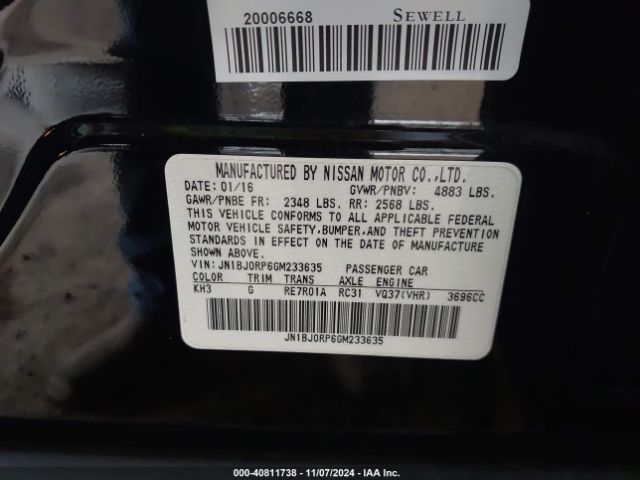 20006668 SEWELL
MANUFACTURED BY NISSAN MOTOR CO.,LTD.
DATE: 01/16 GVWR/PNBV: 4883 LBS.
GAWR/PNBE FR: 2348 LBS. RR: 2568 LBS.
THIS VEHICLE CONFORMS TO ALL APPLICABLE FEDERAL
MOTOR VEHICLE SAFETY,BUMPER,AND THEFT PREVENTION
STANDARDS IN EFFECT ON THE DATE OF MANUFACTURE
SHOWN ABOVE.
VIN: JN1BJ0RP6GM233635 PASSENGER CAR
COLOR TRIM TRANS AXLE ENGINE
KH3 G RE7R01A RC31 VQ37(VHR) 3696CC
JN1BJ0RP6GM233635
000-40811738 - 11/07/2024 - IAA, Inc.